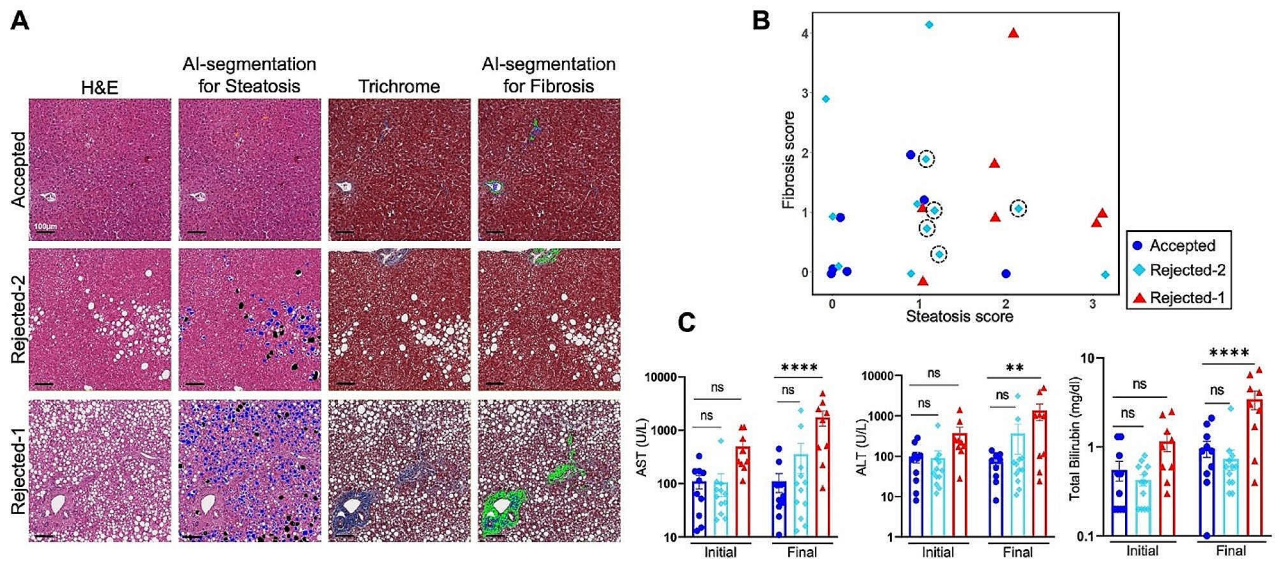 A
H&E
AI-segmentation
for Steatosis
Trichrome
AI-segmentation
for Fibrosis
Accepted
100µm
Rejected-2
Rejected-1
B
Fibrosis score
4
3
2
1
0
0 1 2 3
Steatosis score
Accepted
Rejected-2
Rejected-1
C
AST (U/L)
10000
1000
100
10
ns
ns
ns
****
Initial Final
ALT (U/L)
10000
1000
100
10
1
ns
ns
ns
**
Initial Final
Total Bilirubin (mg/dl)
10
1
0.1
ns
ns
ns
****
Initial Final